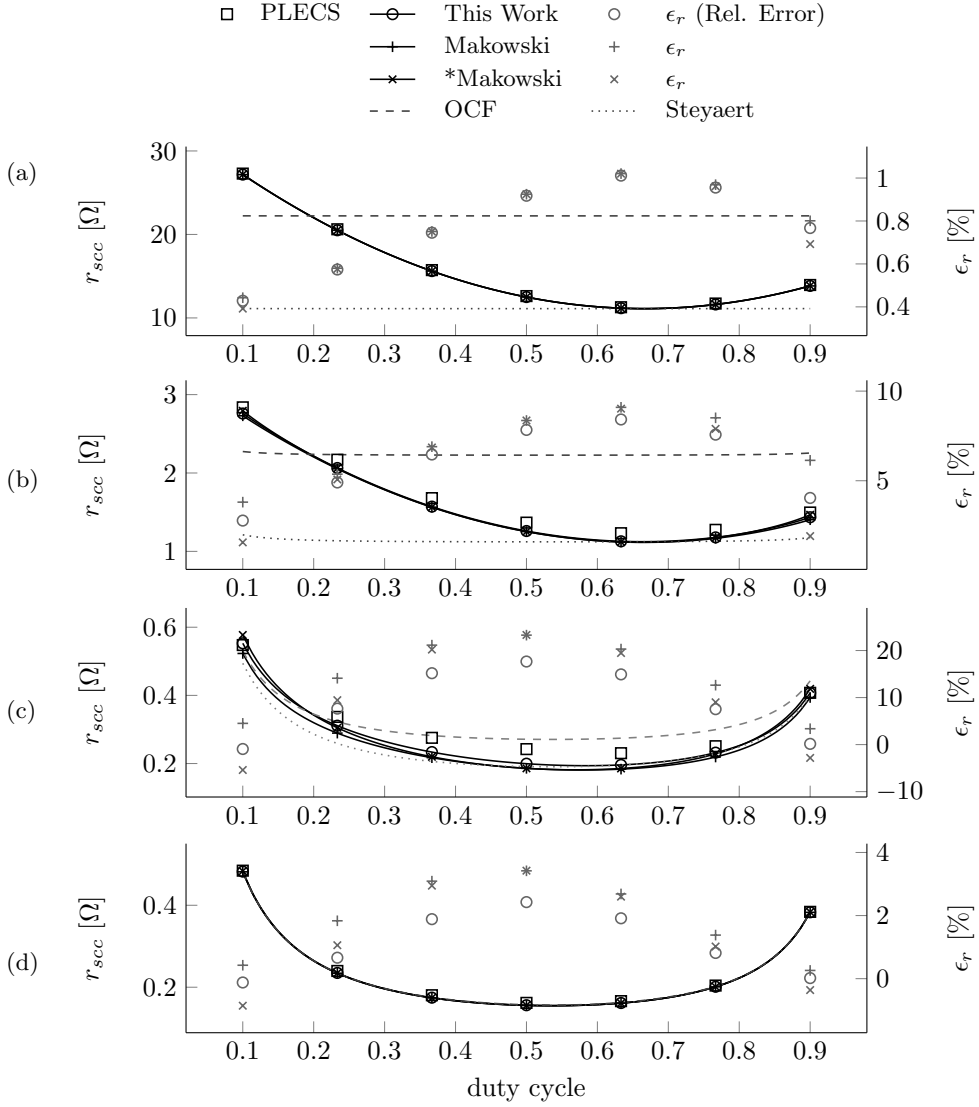 PLECS This Work ϵr (Rel. Error)
Makowski ϵr
*Makowski ϵr
OCF Steyaert
(a)
rscc [Ω]
30
20
10
ϵr [%]
1
0.8
0.6
0.4
0.1 0.2 0.3 0.4 0.5 0.6 0.7 0.8 0.9
(b)
rscc [Ω]
3
2
1
ϵr [%]
10
5
0.1 0.2 0.3 0.4 0.5 0.6 0.7 0.8 0.9
(c)
rscc [Ω]
0.6
0.4
0.2
ϵr [%]
20
10
0
−10
0.1 0.2 0.3 0.4 0.5 0.6 0.7 0.8 0.9
(d)
rscc [Ω]
0.4
0.2
ϵr [%]
4
2
0
0.1 0.2 0.3 0.4 0.5 0.6 0.7 0.8 0.9
duty cycle